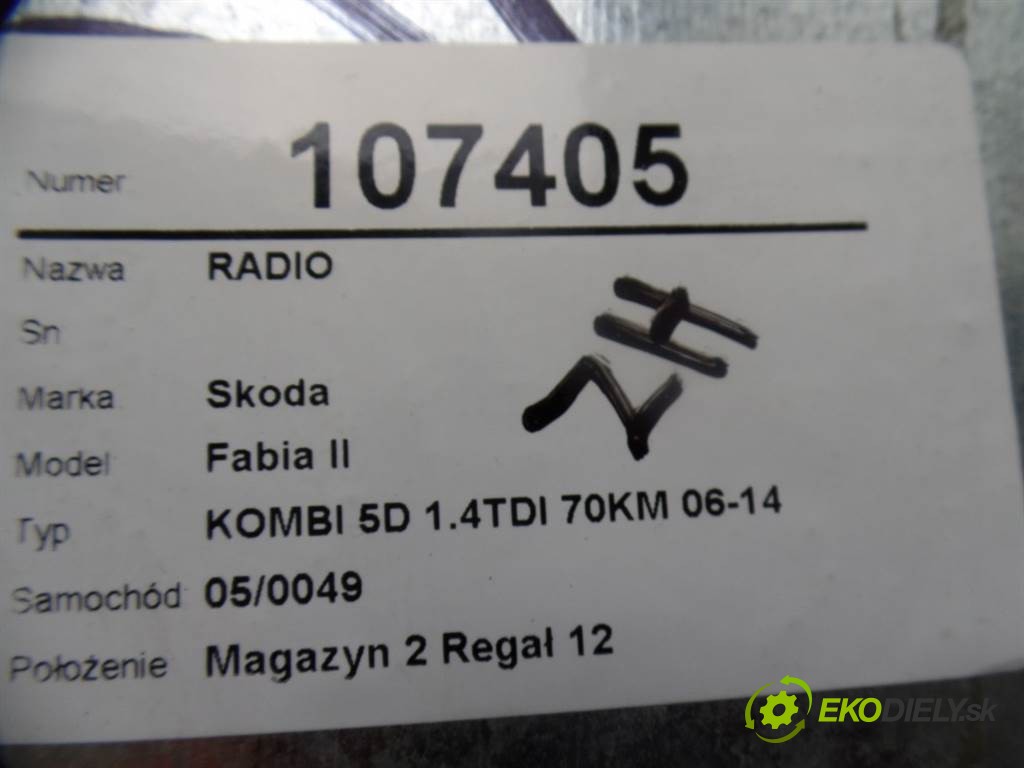 Numer 107405
Nazwa RADIO
Sn
Marka Skoda
Model Fabia II
Typ KOMBI 5D 1.4TDI 70KM 06-14
Samochód 05/0049
Położenie Magazyn 2 Regał 12
EKODIELY.sk